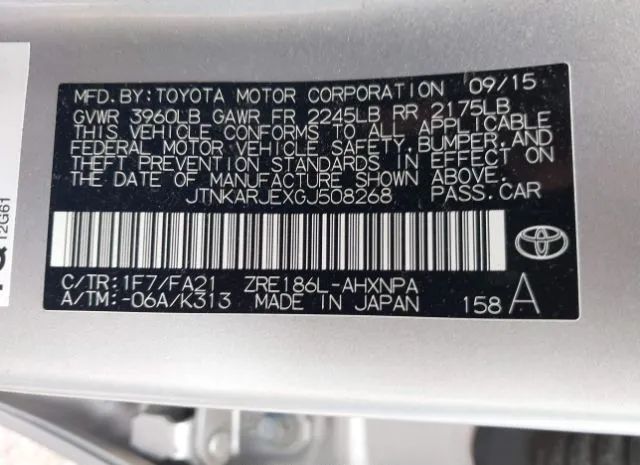 MFD.BY:TOYOTA MOTOR CORPORATION 09/15
GVWR 3960LB GAWR FR 2245LB RR 2175LB
THIS VEHICLE CONFORMS TO ALL APPLICABLE
FEDERAL MOTOR VEHICLE SAFETY,BUMPER,AND
THEFT PREVENTION STANDARDS IN EFFECT ON
THE DATE OF MANUFACTURE SHOWN ABOVE.
JTNKARJEXGJ508268 PASS.CAR
C/TR:1F7/FA21 ZRE186L-AHXNPA
A/TM:-06A/K313 MADE IN JAPAN 158 A
12G61